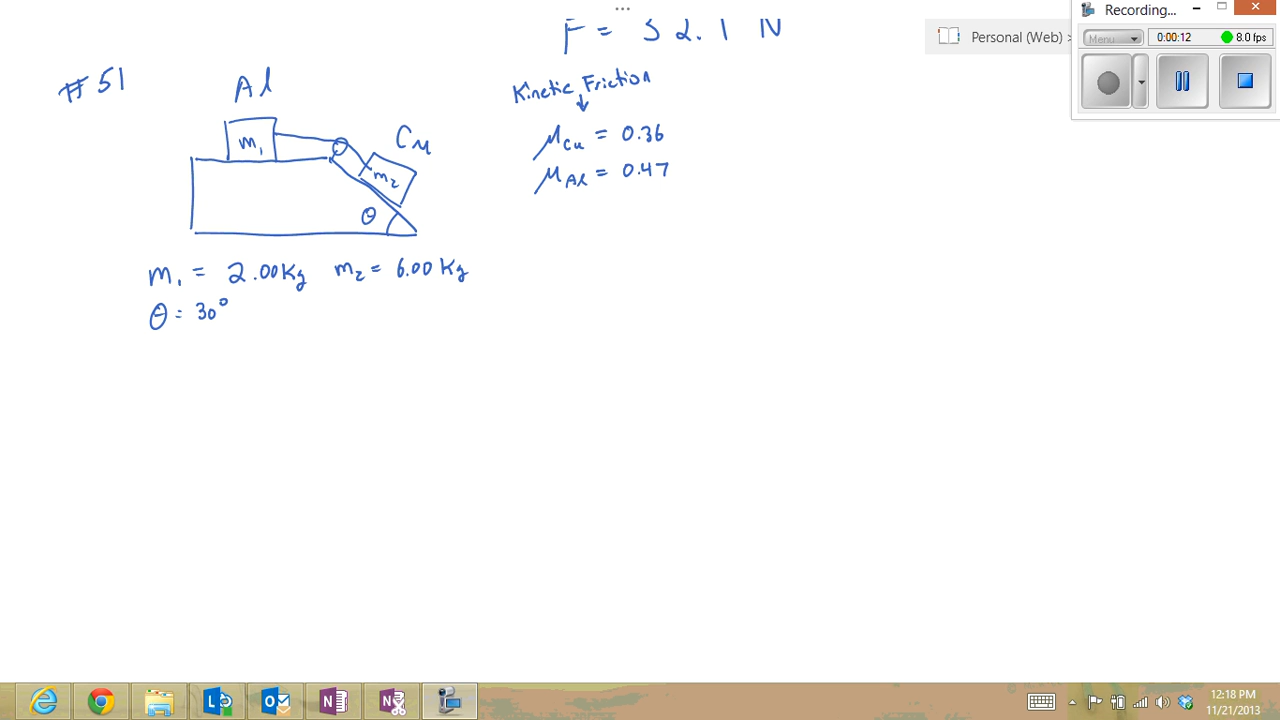 ...
F = 52.1 N
Recording...
Menu
0:00:12
8.0 fps
Personal (Web) >
# 51
Al
Kinetic Friction
m₁
Cu
μCu = 0.36
m₂
μAl = 0.47
θ
m₁ = 2.00 Kg m₂ = 6.00 Kg
θ = 30°
12:18 PM
11/21/2013